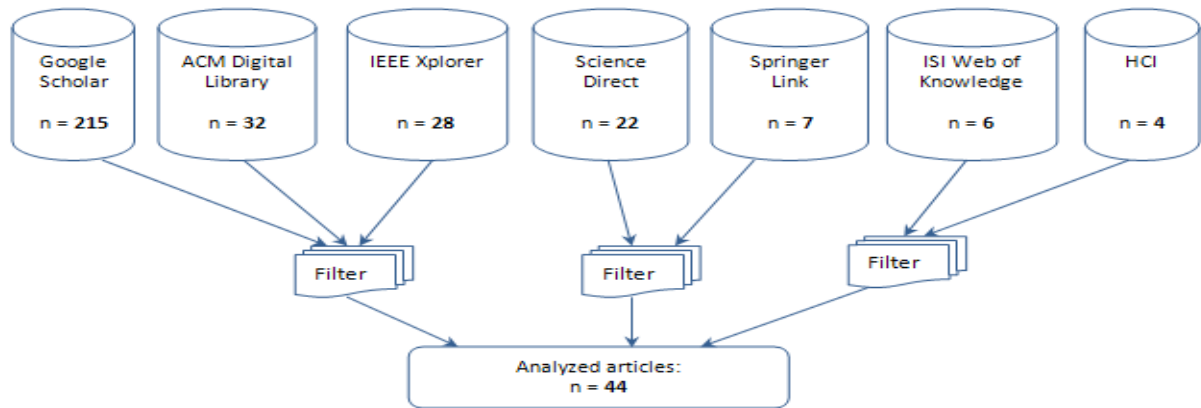 Google
Scholar
n = 215
ACM Digital
Library
n = 32
IEEE Xplorer
n = 28
Science
Direct
n = 22
Springer
Link
n = 7
ISI Web of
Knowledge
n = 6
HCI
n = 4
Filter
Filter
Filter
Analyzed articles:
n = 44